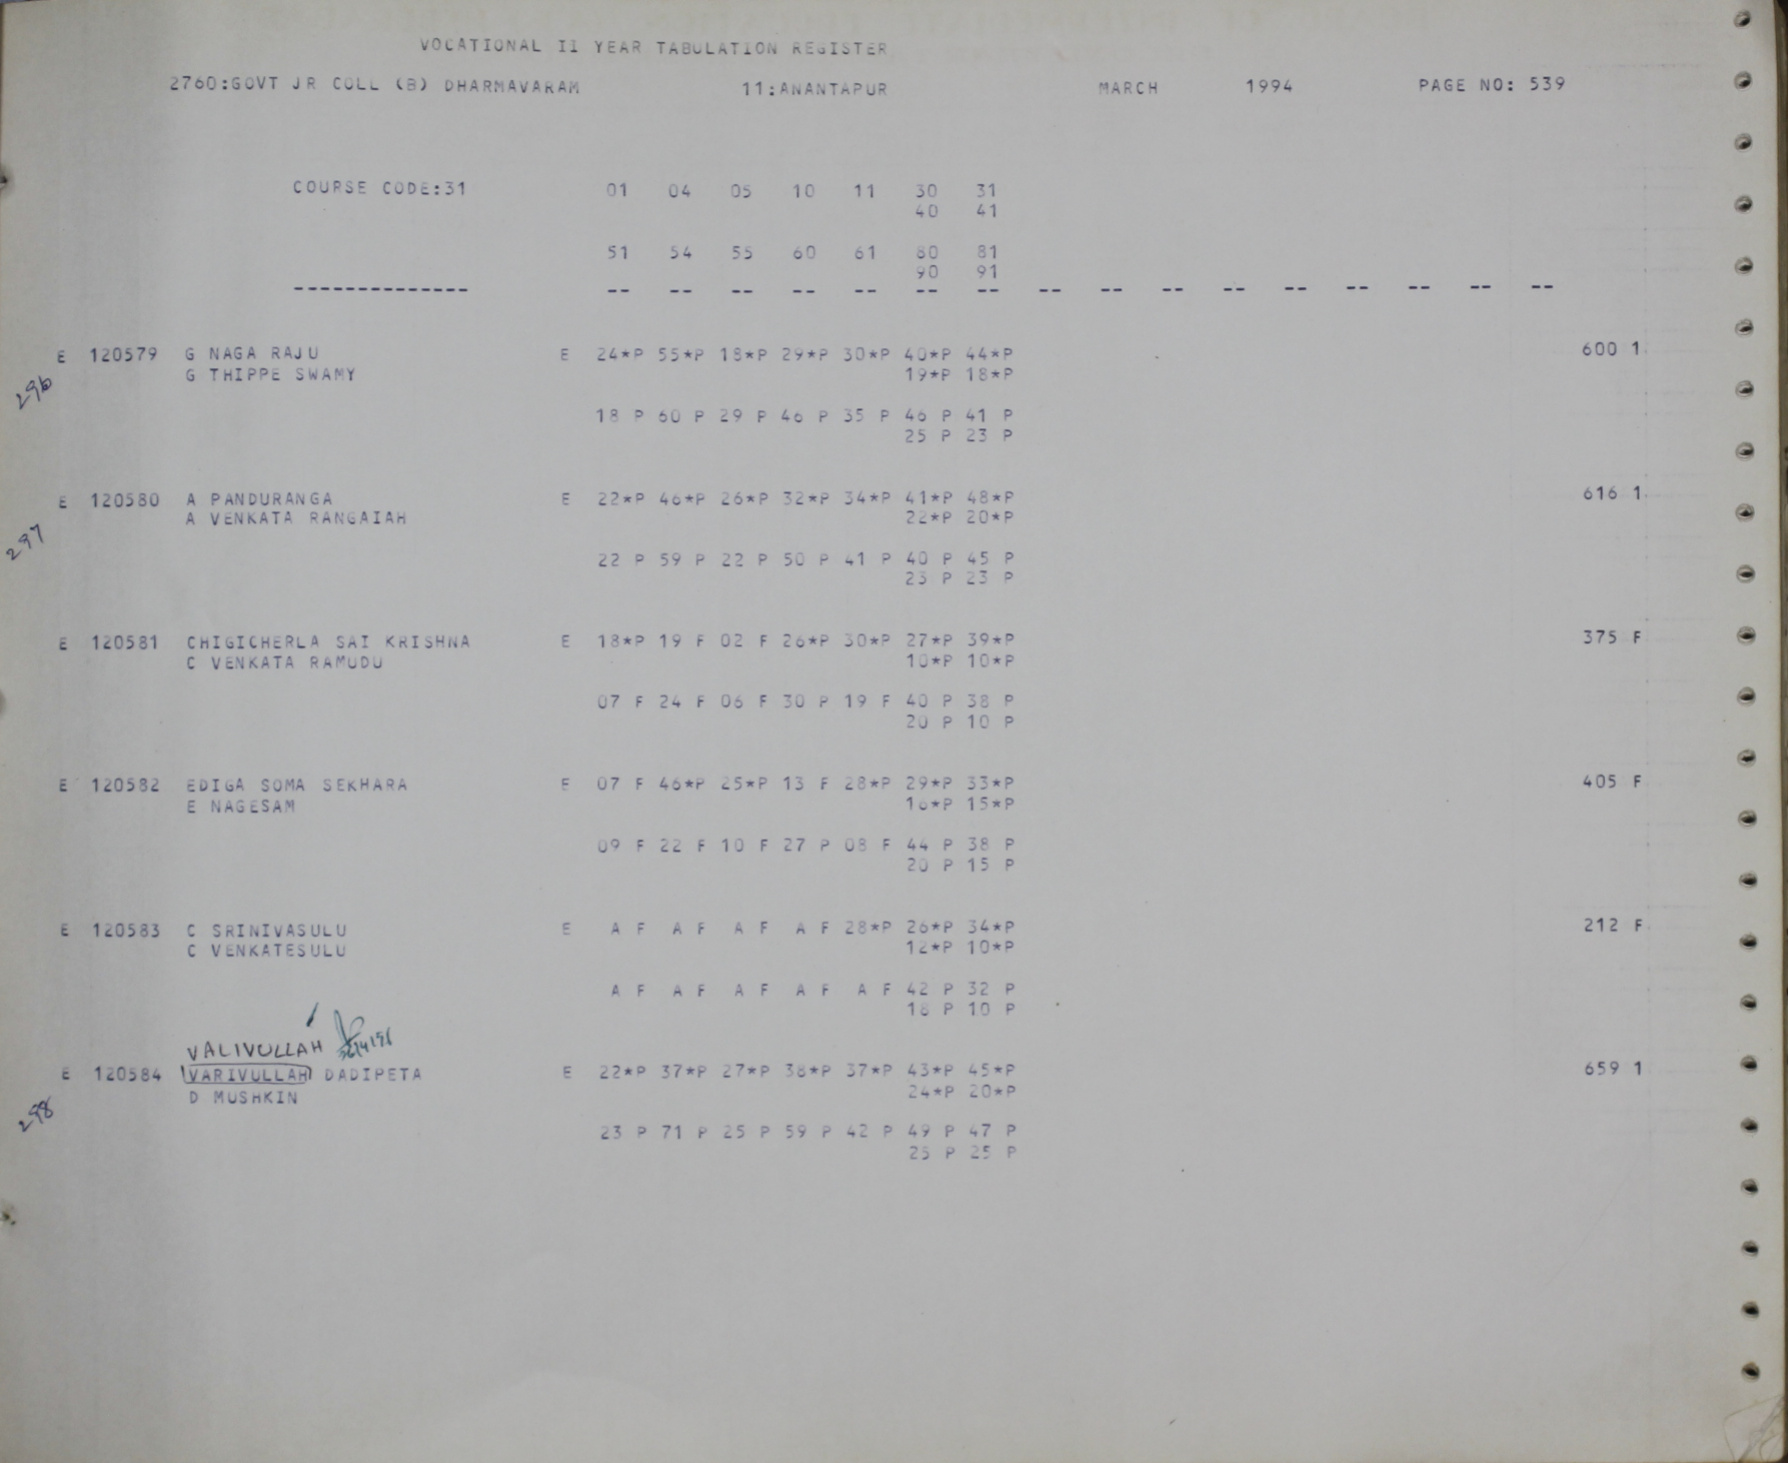 VOCATIONAL II YEAR TABULATION REGISTER
2760:GOVT JR COLL (B) DHARMAVARAM 11:ANANTAPUR MARCH 1994 PAGE NO: 539
COURSE CODE:31 01 04 05 10 11 30 31
40 41
51 54 55 60 61 80 81
90 91
-------------- -- -- -- -- -- -- -- -- -- -- -- -- -- -- -- --
E 120579 G NAGA RAJU E 24*P 55*P 18*P 29*P 30*P 40*P 44*P 600 1
296 G THIPPE SWAMY 19*P 18*P
18 P 60 P 29 P 46 P 35 P 46 P 41 P
25 P 23 P
E 120580 A PANDURANGA E 22*P 46*P 26*P 32*P 34*P 41*P 48*P 616 1
297 A VENKATA RANGAIAH 22*P 20*P
22 P 59 P 22 P 50 P 41 P 40 P 45 P
23 P 23 P
E 120581 CHIGICHERLA SAI KRISHNA E 18*P 19 F 02 F 26*P 30*P 27*P 39*P 375 F
C VENKATA RAMUDU 10*P 10*P
07 F 24 F 06 F 30 P 19 F 40 P 38 P
20 P 10 P
E 120582 EDIGA SOMA SEKHARA E 07 F 46*P 25*P 13 F 28*P 29*P 33*P 405 F
E NAGESAM 16*P 15*P
09 F 22 F 10 F 27 P 08 F 44 P 38 P
20 P 15 P
E 120583 C SRINIVASULU E A F A F A F A F 28*P 26*P 34*P 212 F
C VENKATESULU 12*P 10*P
A F A F A F A F A F 42 P 32 P
18 P 10 P
VALIVULLAH
E 120584 VARIVULLAH DADIPETA E 22*P 37*P 27*P 38*P 37*P 43*P 45*P 659 1
298 D MUSHKIN 24*P 20*P
23 P 71 P 25 P 59 P 42 P 49 P 47 P
25 P 25 P